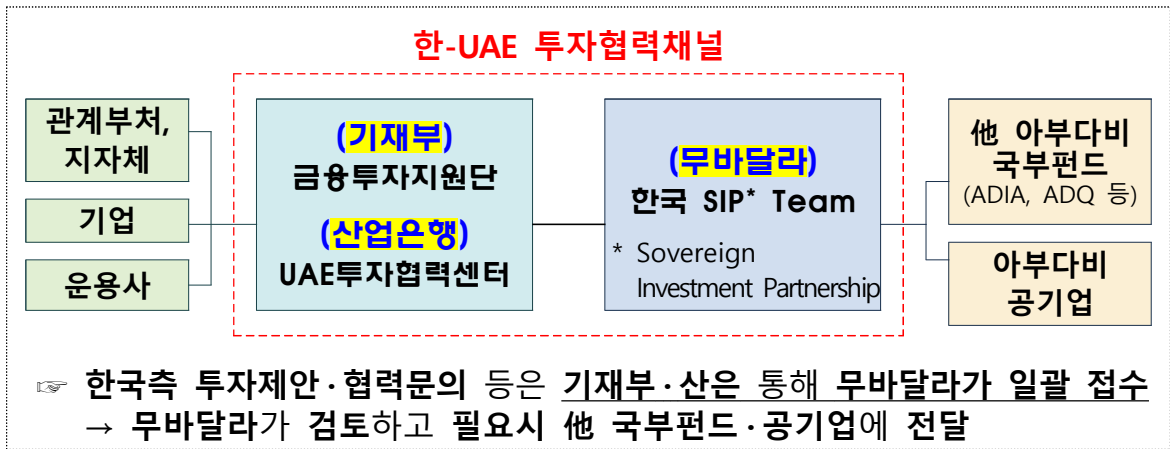 한-UAE 투자협력채널
관계부처,
지자체
기업
운용사
(기재부)
금융투자지원단
(산업은행)
UAE투자협력센터
(무바달라)
한국 SIP* Team
* Sovereign
Investment Partnership
他 아부다비
국부펀드
(ADIA, ADQ 등)
아부다비
공기업
☞ 한국측 투자제안·협력문의 등은 기재부·산은 통해 무바달라가 일괄 접수
→ 무바달라가 검토하고 필요시 他 국부펀드·공기업에 전달